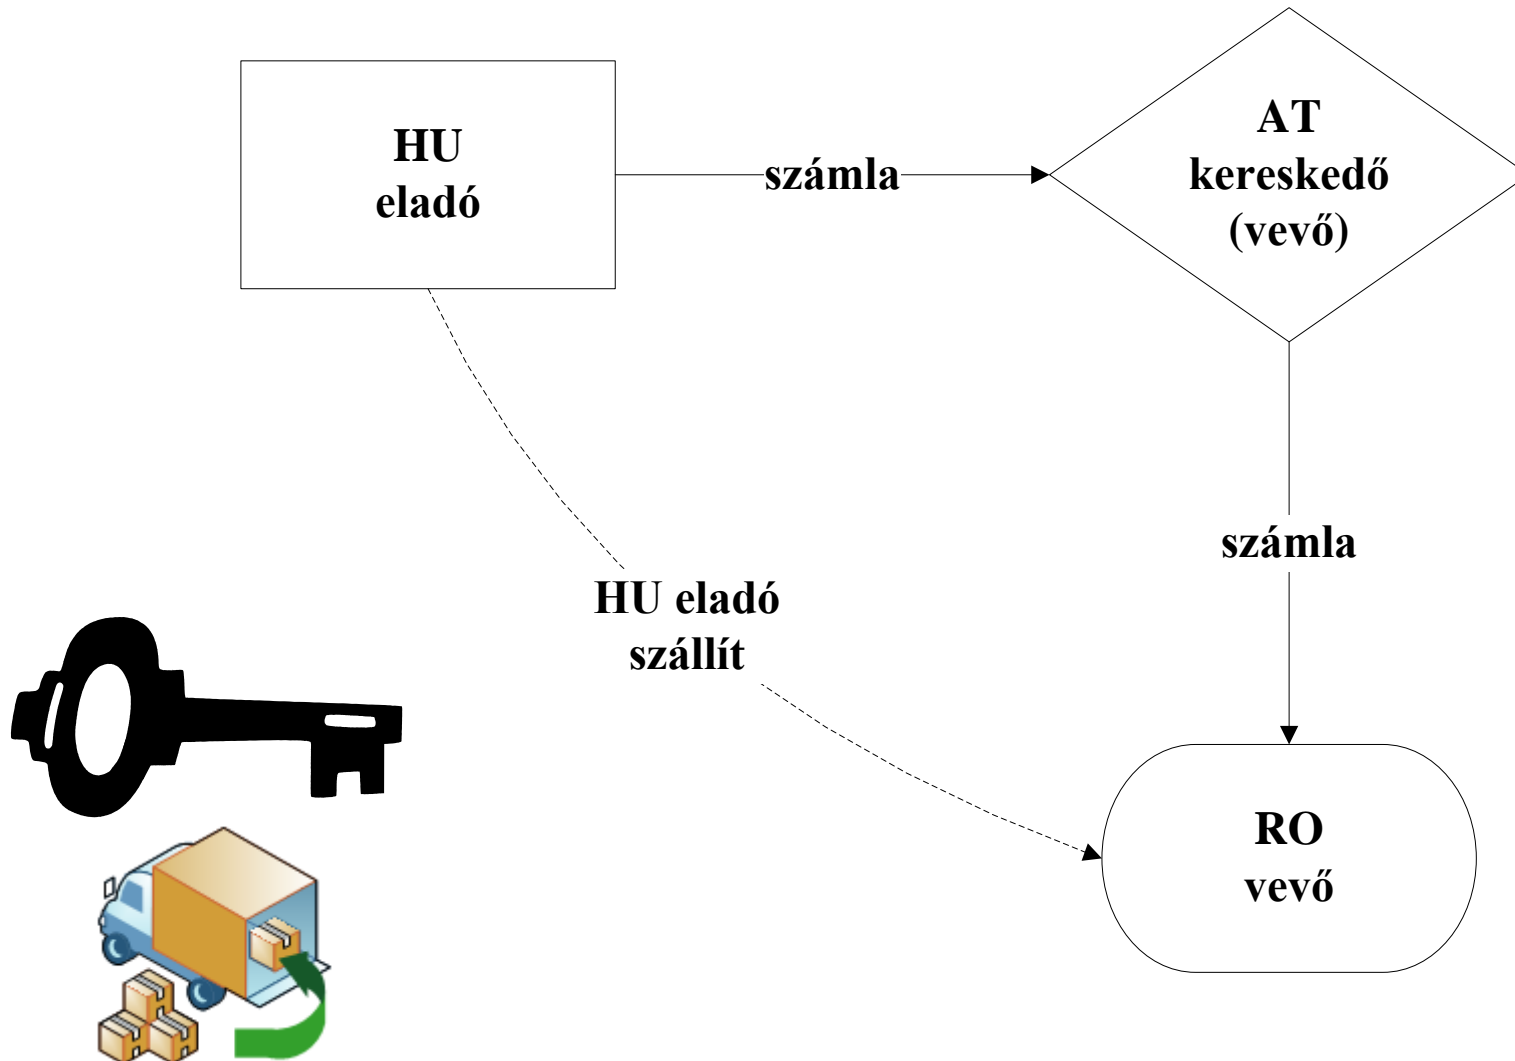 HU
eladó
számla
AT
kereskedő
(vevő)
számla
HU eladó
szállít
RO
vevő